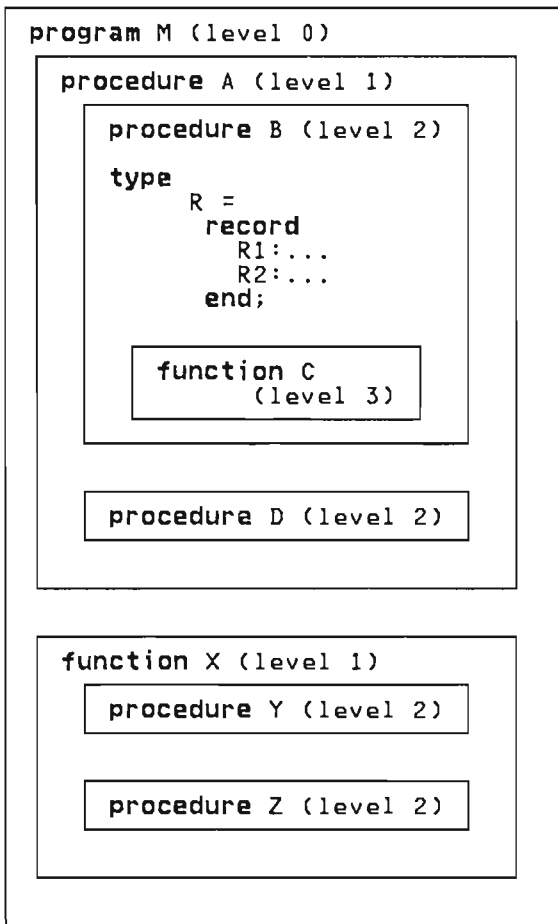 program M (level 0)
procedure A (level 1)
procedure B (level 2)
type
R =
record
R1:...
R2:...
end;
function C
(level 3)
procedure D (level 2)
function X (level 1)
procedure Y (level 2)
procedure Z (level 2)